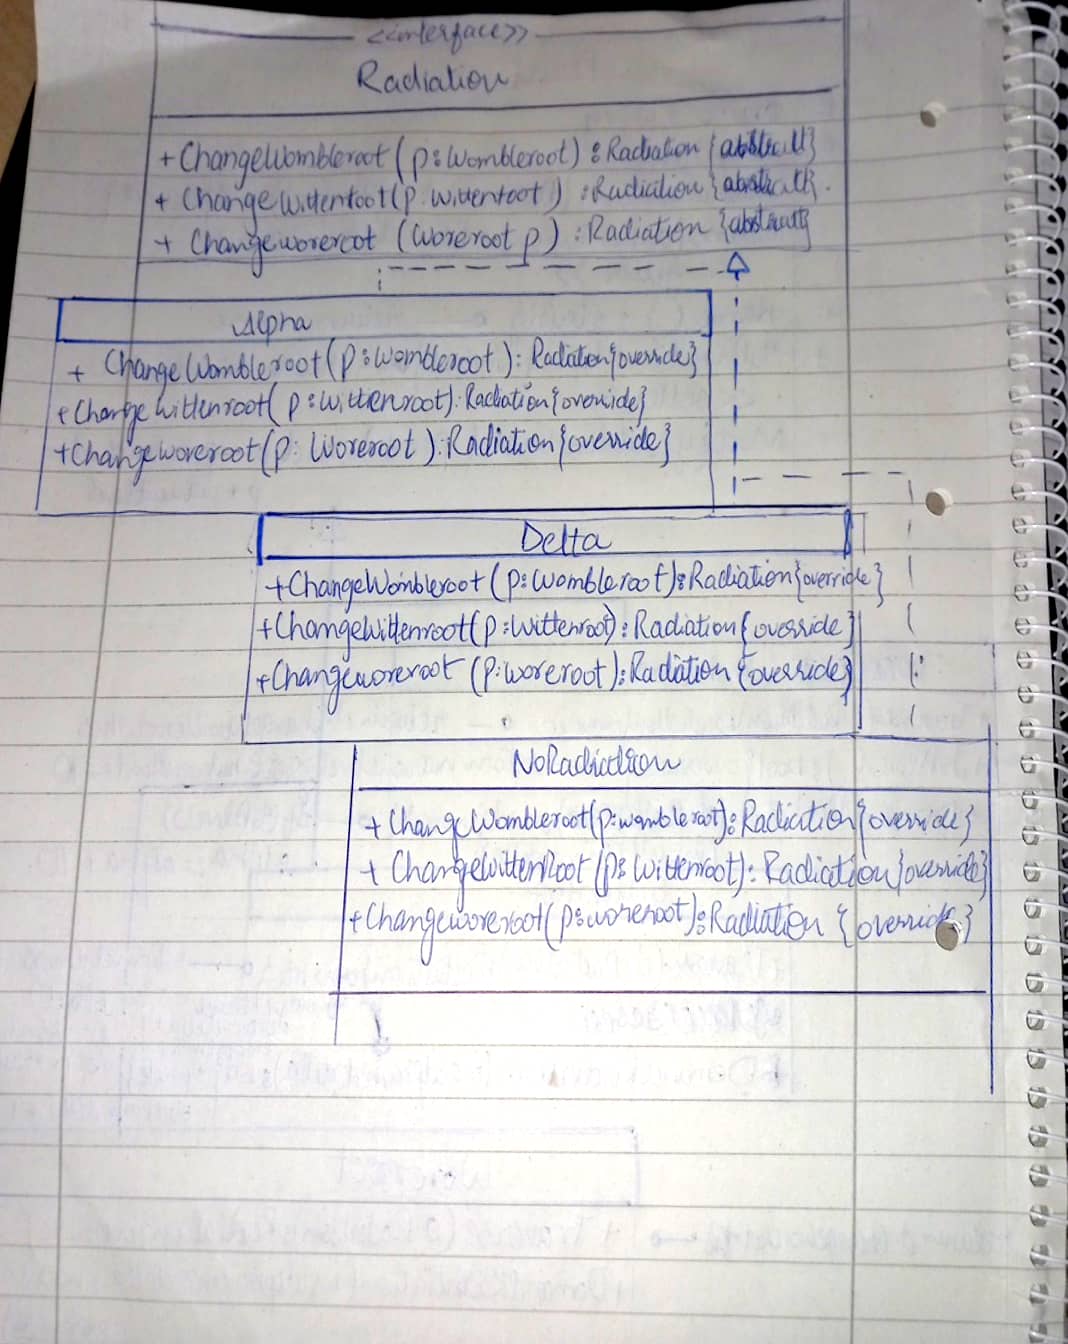 <<interface>>
Radiation
+ ChangeWombleroot (p: Wombleroot) : Radiation {abstract}
+ ChangeWittenroot (p: Wittenroot) : Radiation {abstract}.
+ Changeworeroot (Woreroot p) : Radiation {abstract}
Alpha
+ ChangeWombleroot (p: wombleroot) : Radiation {override}
+ Change Wittenroot( p: wittenroot) : Radiation {override}
+ Changeworeroot (p: Woreroot ) : Radiation {override}
Delta
+ChangeWombleroot (p: wombleroot): Radiation {override}
+ChangeWittenroot (p: wittenroot) : Radiation {override}
+Changeworeroot (p: woreroot) : Radiation {override}
NoRadiation
+ ChangeWombleroot(p: wombleroot): Radiation {override}
+ ChangeWittenRoot (p: Wittenroot) : Radiation {override}
+ Changeworeroot(p: woreroot): Radiation {override}